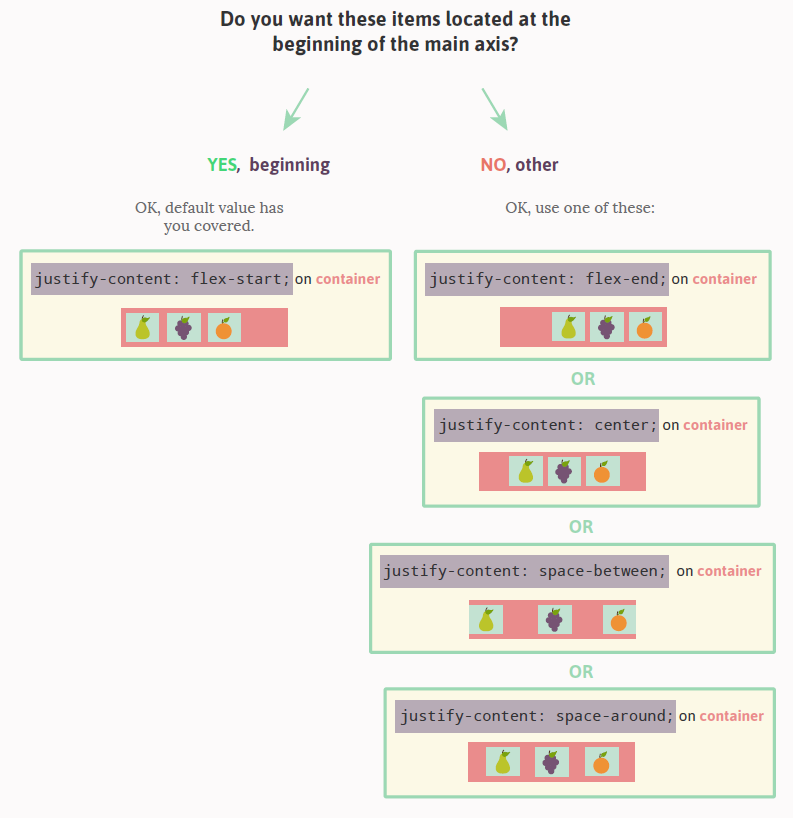 Do you want these items located at the
beginning of the main axis?
YES, beginning
OK, default value has
you covered.
justify-content: flex-start; on container
NO, other
OK, use one of these:
justify-content: flex-end; on container
OR
justify-content: center; on container
OR
justify-content: space-between; on container
OR
justify-content: space-around; on container